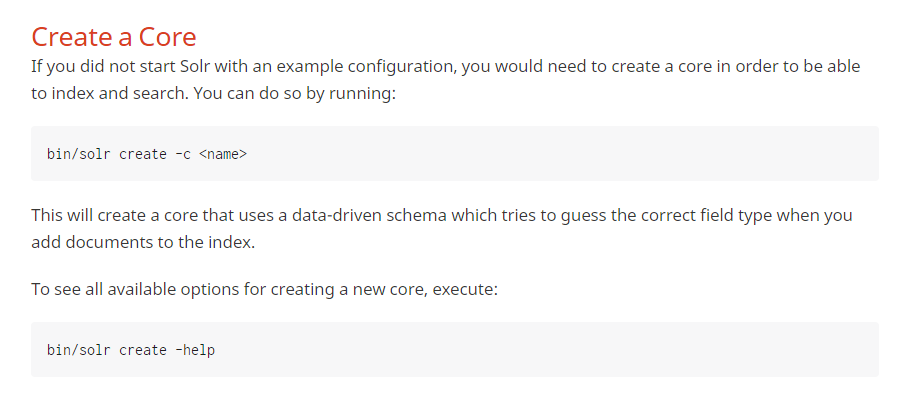 Create a Core
If you did not start Solr with an example configuration, you would need to create a core in order to be able
to index and search. You can do so by running:
bin/solr create -c <name>
This will create a core that uses a data-driven schema which tries to guess the correct field type when you
add documents to the index.
To see all available options for creating a new core, execute:
bin/solr create -help